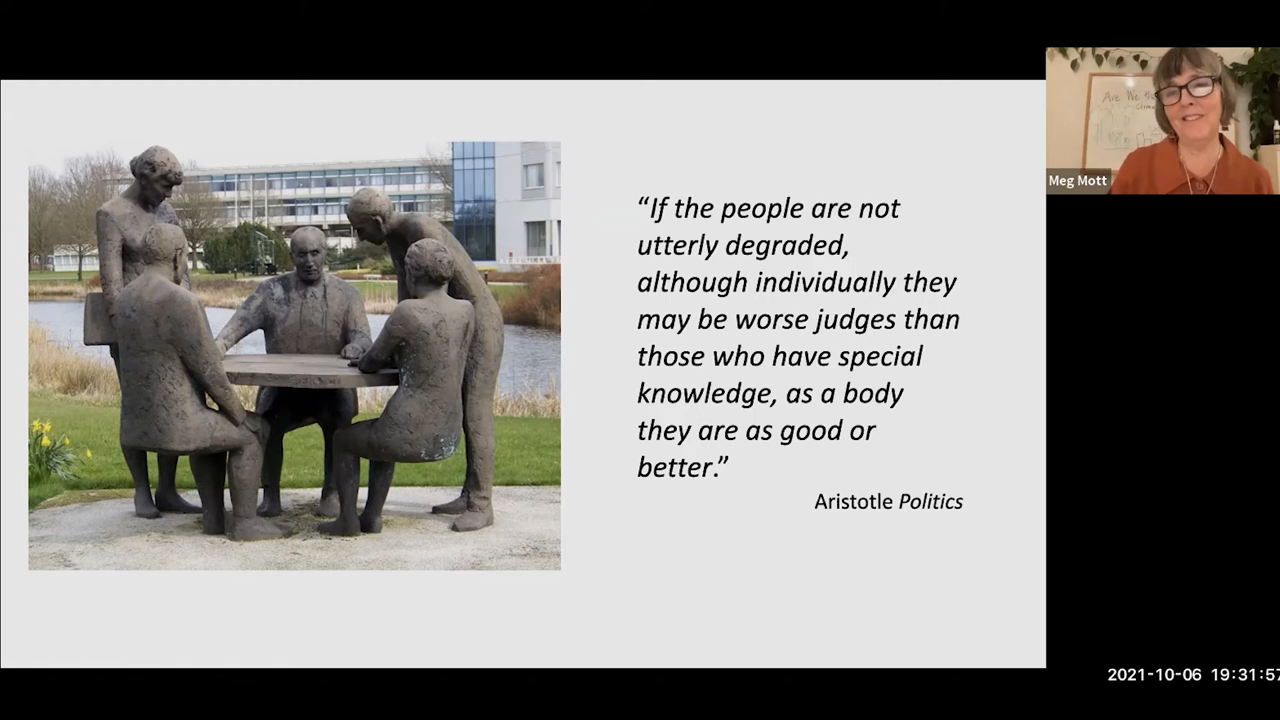 “If the people are not
utterly degraded,
although individually they
may be worse judges than
those who have special
knowledge, as a body
they are as good or
better.”
Aristotle Politics
Are We
Meg Mott
2021-10-06 19:31:57